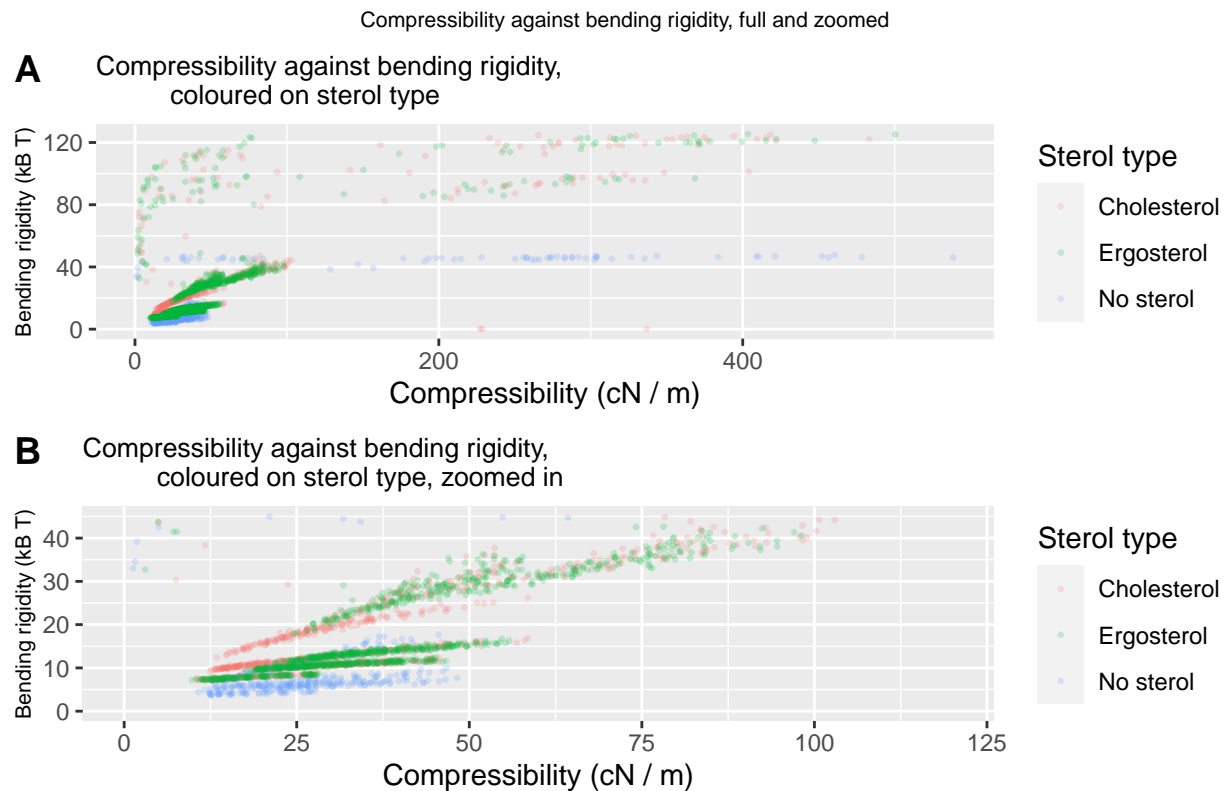 Compressibility against bending rigidity, full and zoomed
A
Compressibility against bending rigidity,
coloured on sterol type
Bending rigidity (kB T)
120
80
40
0
0
200
400
Compressibility (cN / m)
Sterol type
Cholesterol
Ergosterol
No sterol
B
Compressibility against bending rigidity,
coloured on sterol type, zoomed in
Bending rigidity (kB T)
40
30
20
10
0
0
25
50
75
100
125
Compressibility (cN / m)
Sterol type
Cholesterol
Ergosterol
No sterol